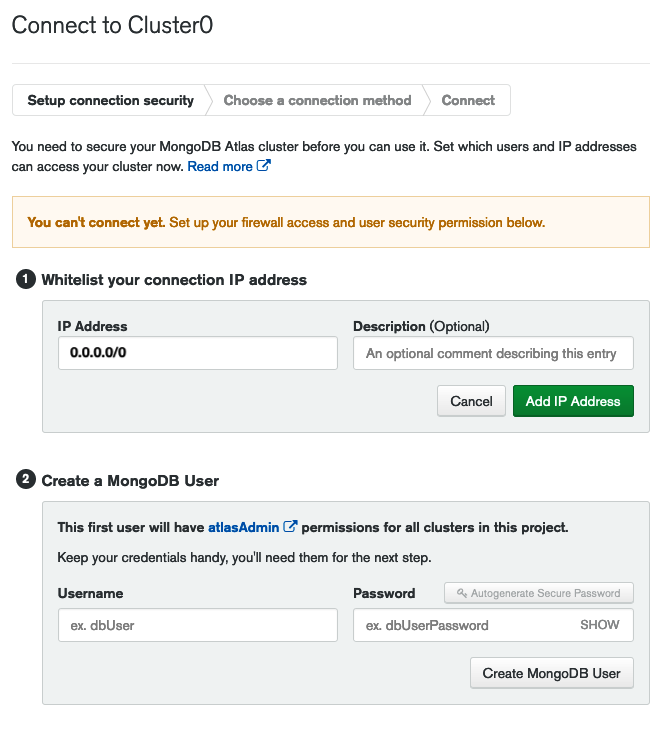 Connect to Cluster0
Setup connection security
Choose a connection method
Connect
You need to secure your MongoDB Atlas cluster before you can use it. Set which users and IP addresses
can access your cluster now. Read more
You can't connect yet. Set up your firewall access and user security permission below.
1 Whitelist your connection IP address
IP Address
Description (Optional)
0.0.0.0/0
An optional comment describing this entry
Cancel
Add IP Address
2 Create a MongoDB User
This first user will have atlasAdmin permissions for all clusters in this project.
Keep your credentials handy, you'll need them for the next step.
Username
Password
Autogenerate Secure Password
ex. dbUser
ex. dbUserPassword
SHOW
Create MongoDB User